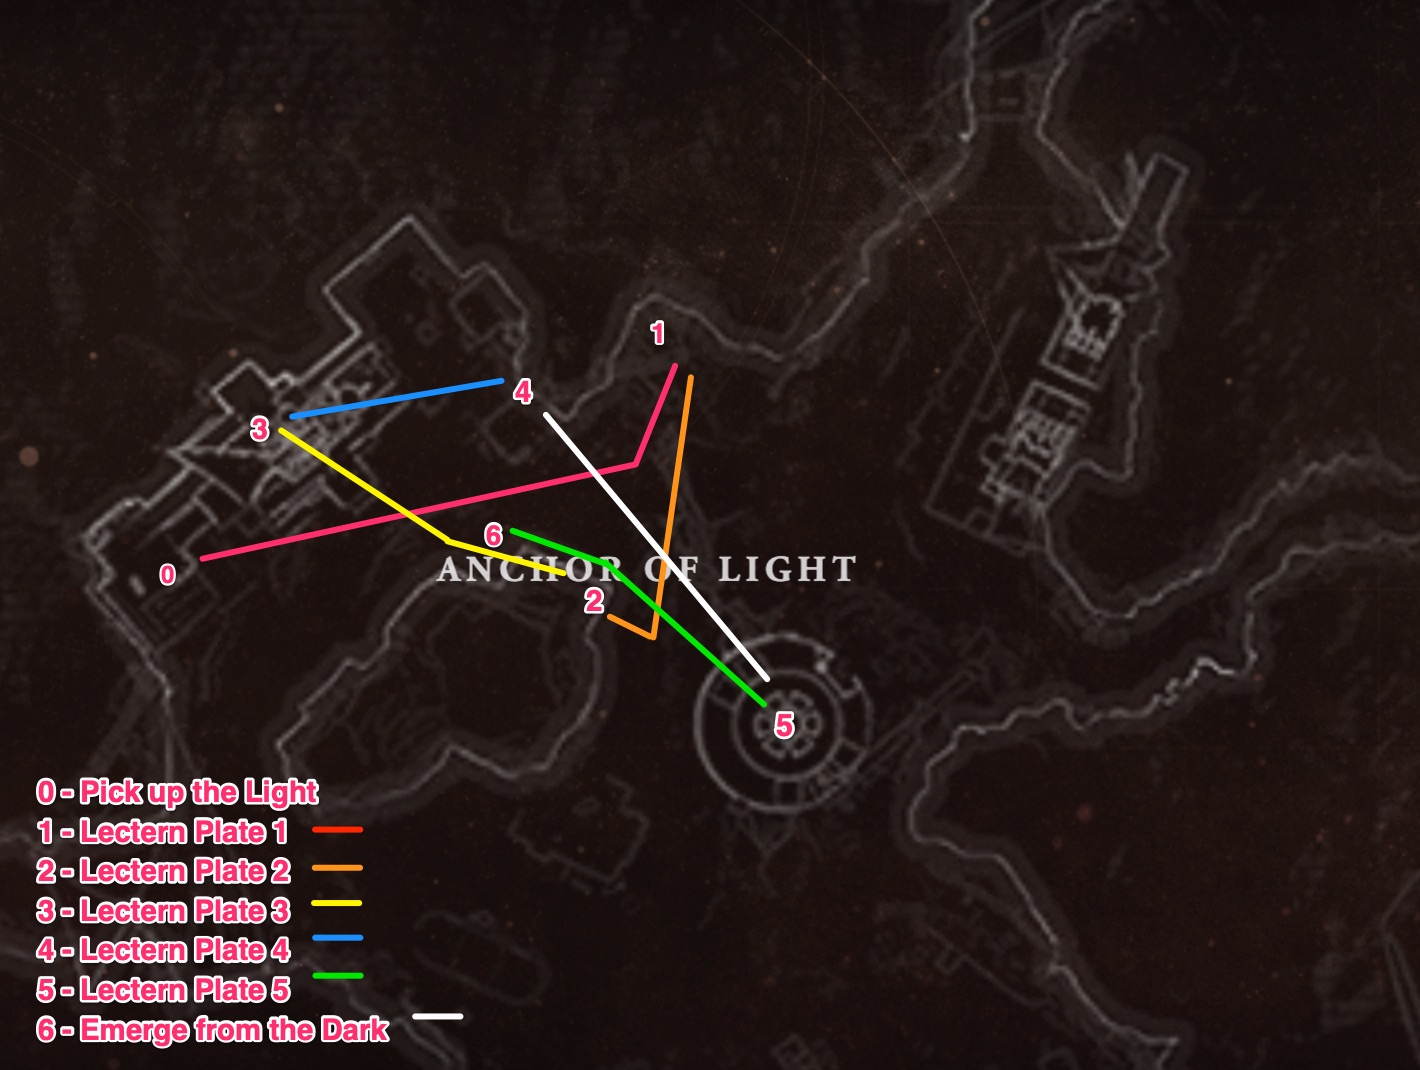 1
4
3
6
0
ANCHOR OF LIGHT
2
5
0 - Pick up the Light
1 - Lectern Plate 1
2 - Lectern Plate 2
3 - Lectern Plate 3
4 - Lectern Plate 4
5 - Lectern Plate 5
6 - Emerge from the Dark